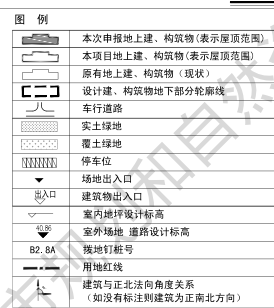 图 例
本次申报地上建、构筑物(表示屋顶范围)
本项目地上建、构筑物(表示屋顶范围)
原有地上建、构筑物（现状）
设计建、构筑物地下部分轮廓线
车行道路
实土绿地
覆土绿地
停车位
场地出入口
出入口 建筑物出入口
室内地坪设计标高
40.86 室外场地 道路设计标高
B2.8A 拨地钉桩号
用地红线
建筑与正北法向角度关系
（如没有标注则建筑为正南北方向）
市规划和自然